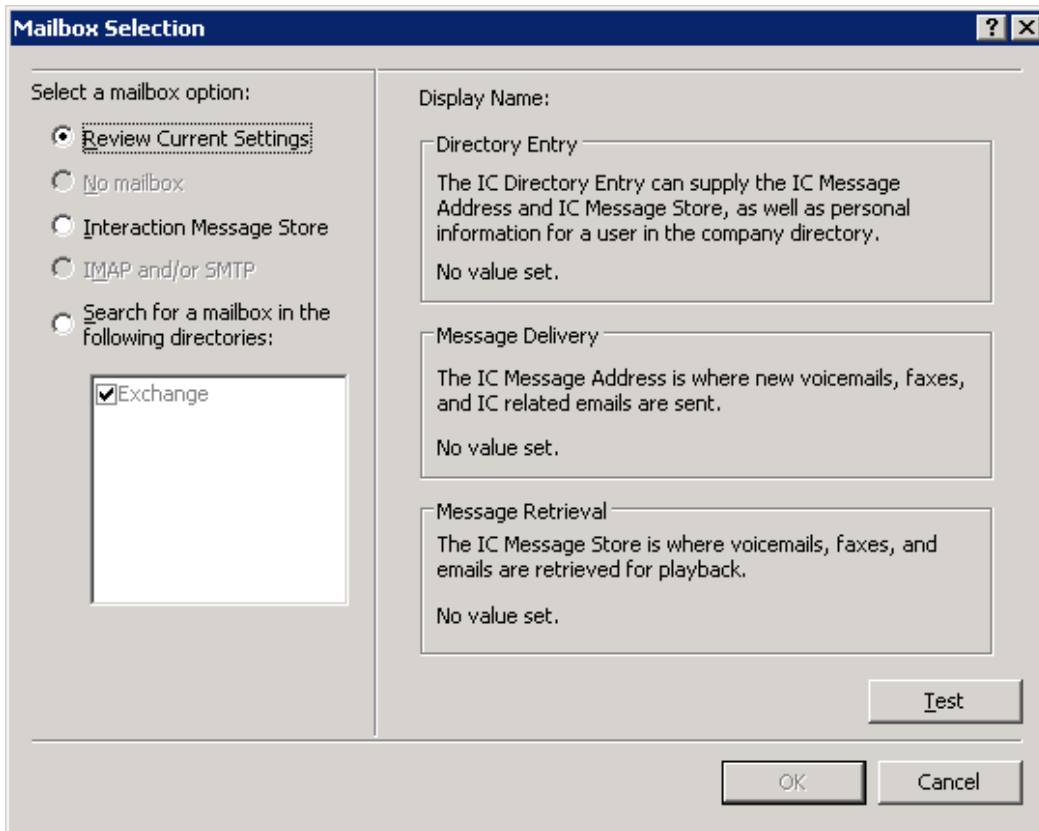 Mailbox Selection
Select a mailbox option:
Review Current Settings
No mailbox
Interaction Message Store
IMAP and/or SMTP
Search for a mailbox in the
following directories:
Exchange
Display Name:
Directory Entry
The IC Directory Entry can supply the IC Message
Address and IC Message Store, as well as personal
information for a user in the company directory.
No value set.
Message Delivery
The IC Message Address is where new voicemails, faxes,
and IC related emails are sent.
No value set.
Message Retrieval
The IC Message Store is where voicemails, faxes, and
emails are retrieved for playback.
No value set.
Test
OK
Cancel